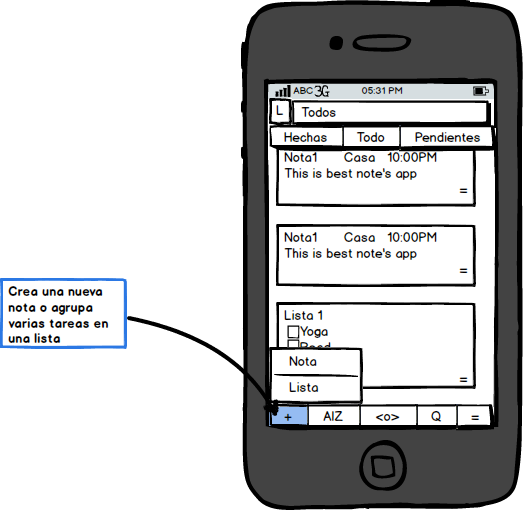 ABC 3G 05:31 PM
L Todos
Hechas Todo Pendientes
Nota1 Casa 10:00PM
This is best note's app
=
Nota1 Casa 10:00PM
This is best note's app
=
Crea una nueva
nota o agrupa
varias tareas en
una lista
Lista 1
Yoga
Nota
Lista
=
+ AIZ <o> Q =